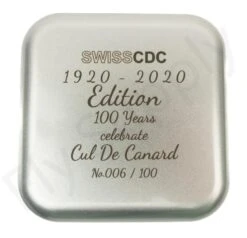 SWISSCDC
1920 - 2020
Edition
100 Years
celebrate
Cul De Canard
No.006 / 100